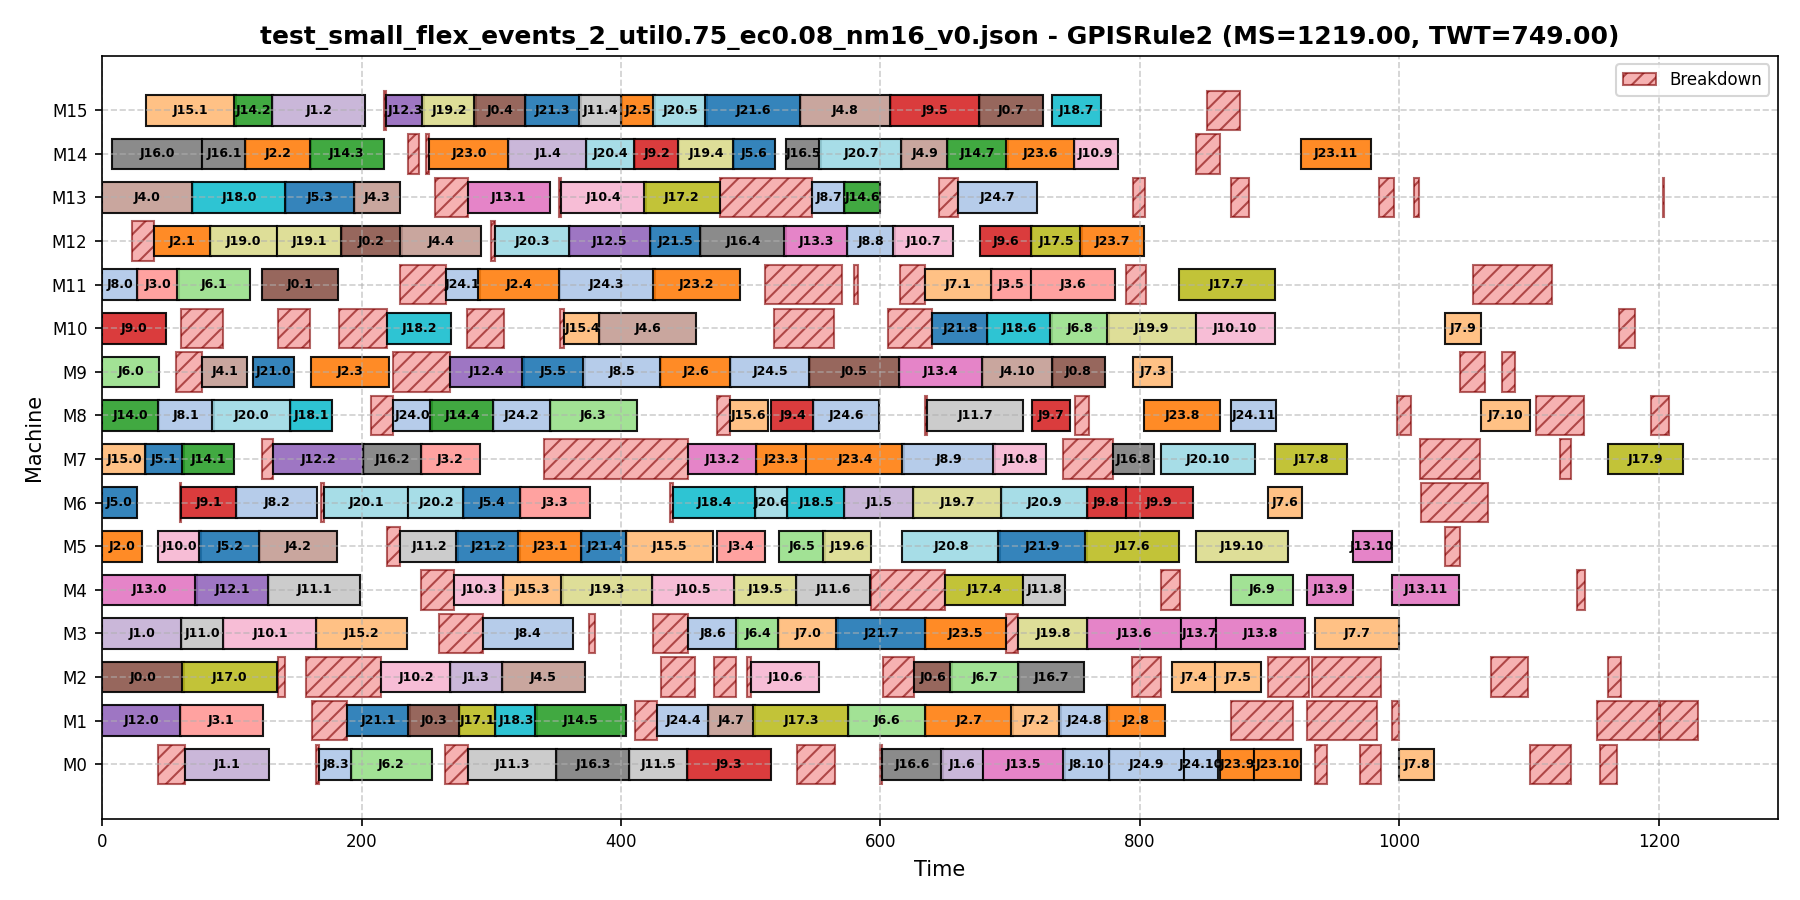 test_small_flex_events_2_util0.75_ec0.08_nm16_v0.json - GPISRule2 (MS=1219.00, TWT=749.00)
Breakdown
M15 J15.1 J14.2 J1.2 J12.3 J19.2 J0.4 J21.3 J11.4 J2.5 J20.5 J21.6 J4.8 J9.5 J0.7 J18.7
M14 J16.0 J16.1 J2.2 J14.3 J23.0 J1.4 J20.4 J9.2 J19.4 J5.6 J16.5 J20.7 J4.9 J14.7 J23.6 J10.9 J23.11
M13 J4.0 J18.0 J5.3 J4.3 J13.1 J10.4 J17.2 J8.7 J14.6 J24.7
M12 J2.1 J19.0 J19.1 J0.2 J4.4 J20.3 J12.5 J21.5 J16.4 J13.3 J8.8 J10.7 J9.6 J17.5 J23.7
M11 J8.0 J3.0 J6.1 J0.1 J24.1 J2.4 J24.3 J23.2 J7.1 J3.5 J3.6 J17.7
M10 J9.0 J18.2 J15.4 J4.6 J21.8 J18.6 J6.8 J19.9 J10.10 J7.9
M9 J6.0 J4.1 J21.0 J2.3 J12.4 J5.5 J8.5 J2.6 J24.5 J0.5 J13.4 J4.10 J0.8 J7.3
M8 J14.0 J8.1 J20.0 J18.1 J24.0 J14.4 J24.2 J6.3 J15.6 J9.4 J24.6 J11.7 J9.7 J23.8 J24.11 J7.10
M7 J15.0 J5.1 J14.1 J12.2 J16.2 J3.2 J13.2 J23.3 J23.4 J8.9 J10.8 J16.8 J20.10 J17.8 J17.9
M6 J5.0 J9.1 J8.2 J20.1 J20.2 J5.4 J3.3 J18.4 J20.6 J18.5 J1.5 J19.7 J20.9 J9.8 J9.9 J7.6
M5 J2.0 J10.0 J5.2 J4.2 J11.2 J21.2 J23.1 J21.4 J15.5 J3.4 J6.5 J19.6 J20.8 J21.9 J17.6 J19.10 J13.10
M4 J13.0 J12.1 J11.1 J10.3 J15.3 J19.3 J10.5 J19.5 J11.6 J17.4 J11.8 J6.9 J13.9 J13.11
M3 J1.0 J11.0 J10.1 J15.2 J8.4 J8.6 J6.4 J7.0 J21.7 J23.5 J19.8 J13.6 J13.7 J13.8 J7.7
M2 J0.0 J17.0 J10.2 J1.3 J4.5 J10.6 J0.6 J6.7 J16.7 J7.4 J7.5
M1 J12.0 J3.1 J21.1 J0.3 J17.1 J18.3 J14.5 J24.4 J4.7 J17.3 J6.6 J2.7 J7.2 J24.8 J2.8
M0 J1.1 J8.3 J6.2 J11.3 J16.3 J11.5 J9.3 J16.6 J1.6 J13.5 J8.10 J24.9 J24.10 J23.9 J23.10 J7.8
0 200 400 600 800 1000 1200
Time
Machine